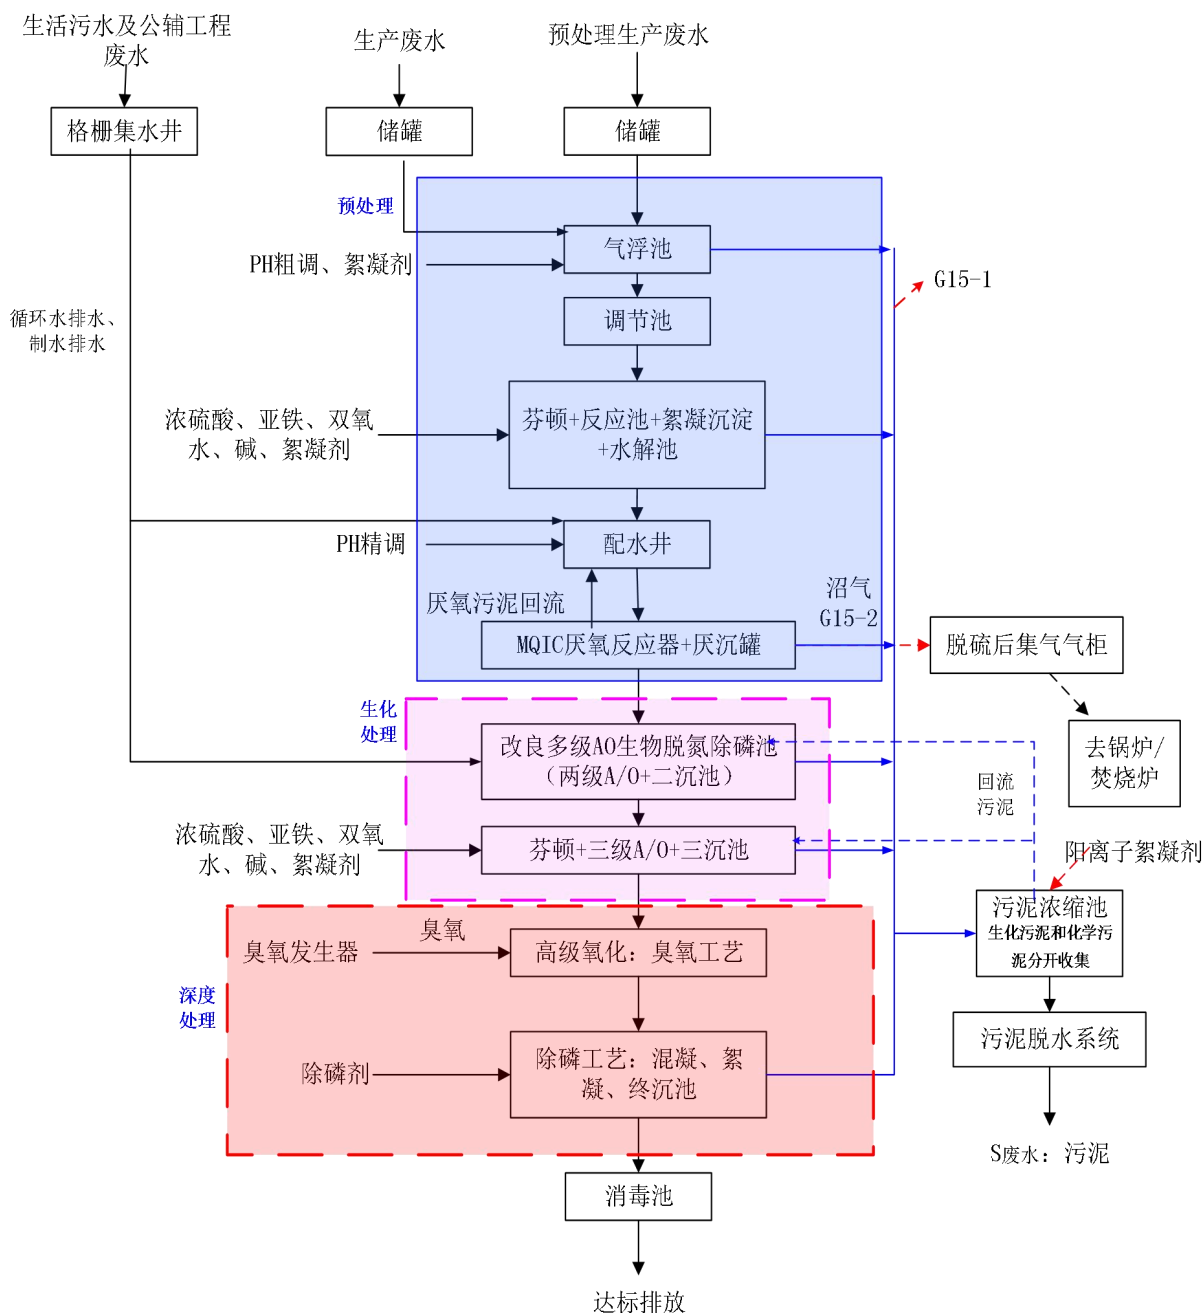 生活污水及公辅工程
废水
生产废水
预处理生产废水
格栅集水井
储罐
储罐
预处理
气浮池
PH粗调、絮凝剂
G15-1
调节池
循环水排水、
制水排水
浓硫酸、亚铁、双氧
水、碱、絮凝剂
芬顿+反应池+絮凝沉淀
+水解池
PH精调
配水井
厌氧污泥回流
沼气
G15-2
MQIC厌氧反应器+厌沉罐
脱硫后集气气柜
生化
处理
改良多级AO生物脱氮除磷池
（两级A/O+二沉池）
去锅炉/
焚烧炉
回流
污泥
浓硫酸、亚铁、双氧
水、碱、絮凝剂
芬顿+三级A/O+三沉池
阳离子絮凝剂
污泥浓缩池
生化污泥和化学污
泥分开收集
臭氧发生器
臭氧
高级氧化：臭氧工艺
深度
处理
污泥脱水系统
除磷剂
除磷工艺：混凝、絮
凝、终沉池
S废水：污泥
消毒池
达标排放